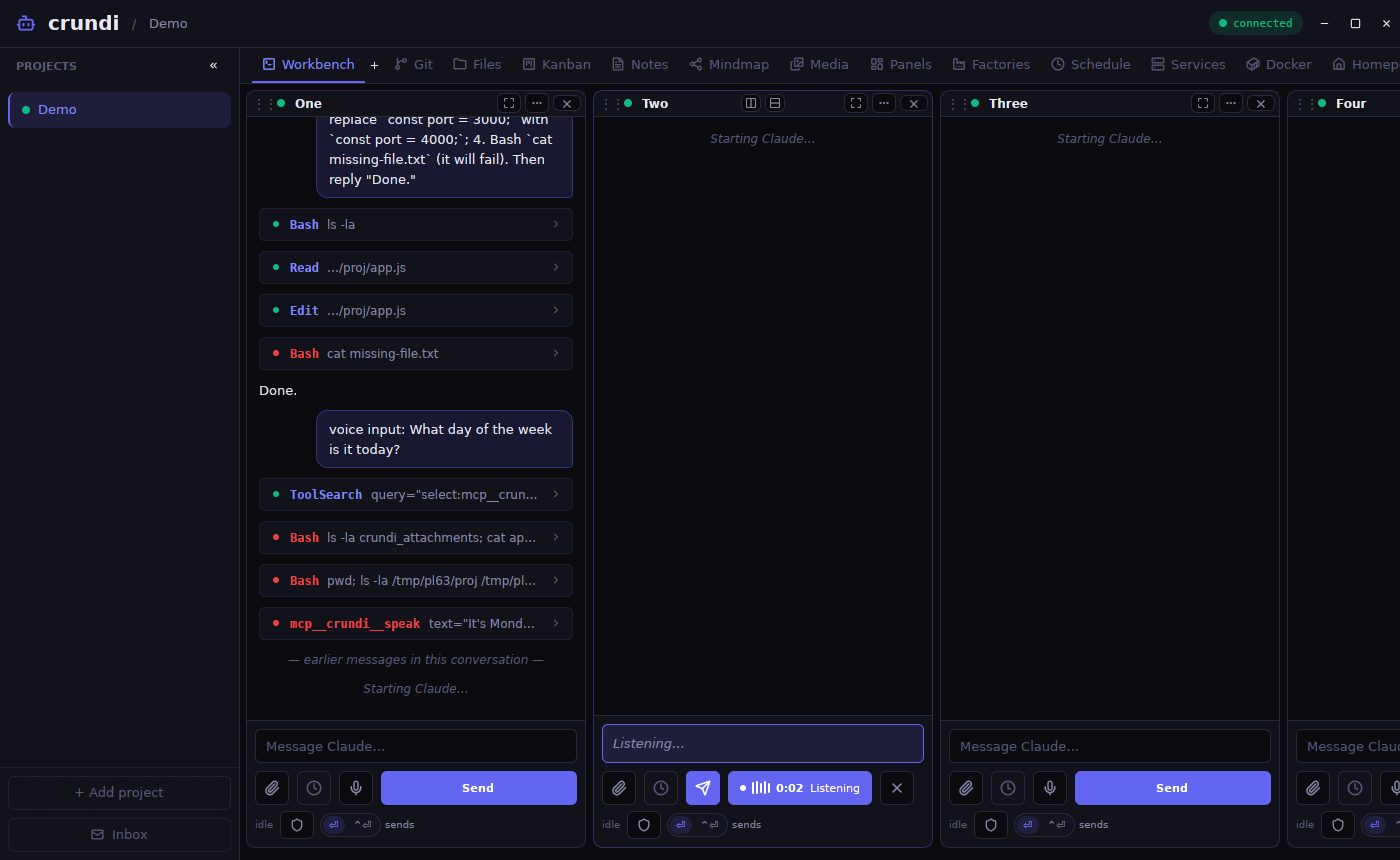 crundi / Demo
connected
PROJECTS «
Demo
+ Add project
Inbox
Workbench + Git Files Kanban Notes Mindmap Media Panels Factories Schedule Services Docker Homep
One
replace `const port = 3000;` with
`const port = 4000;`; 4. Bash `cat
missing-file.txt` (it will fail). Then
reply "Done."
Bash ls -la
Read .../proj/app.js
Edit .../proj/app.js
Bash cat missing-file.txt
Done.
voice input: What day of the week
is it today?
ToolSearch query="select:mcp__crun...
Bash ls -la crundi_attachments; cat ap...
Bash pwd; ls -la /tmp/pl63/proj /tmp/pl...
mcp__crundi__speak text="It's Mond...
— earlier messages in this conversation —
Starting Claude...
Message Claude...
Send
idle ⏎ ⌃⏎ sends
Two
Starting Claude...
Listening...
0:02 Listening
idle ⏎ ⌃⏎ sends
Three
Starting Claude...
Message Claude...
Send
idle ⏎ ⌃⏎ sends
Four
Message Clau
idle ⏎